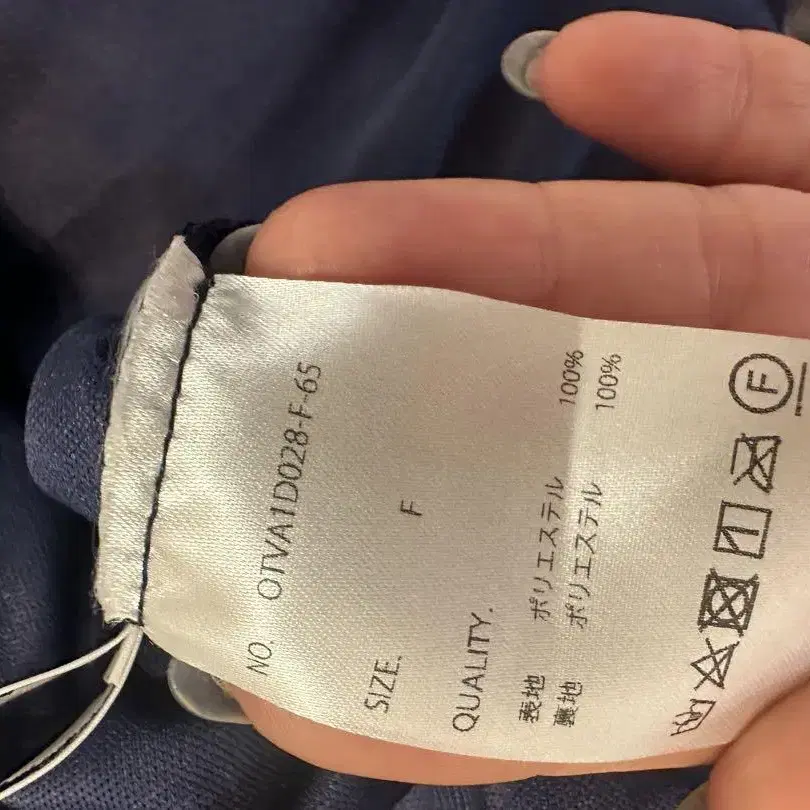 NO. OTVA1D028-F-65
SIZE. F
QUALITY.
表地 ポリエステル 100%
裏地 ポリエステル 100%
F